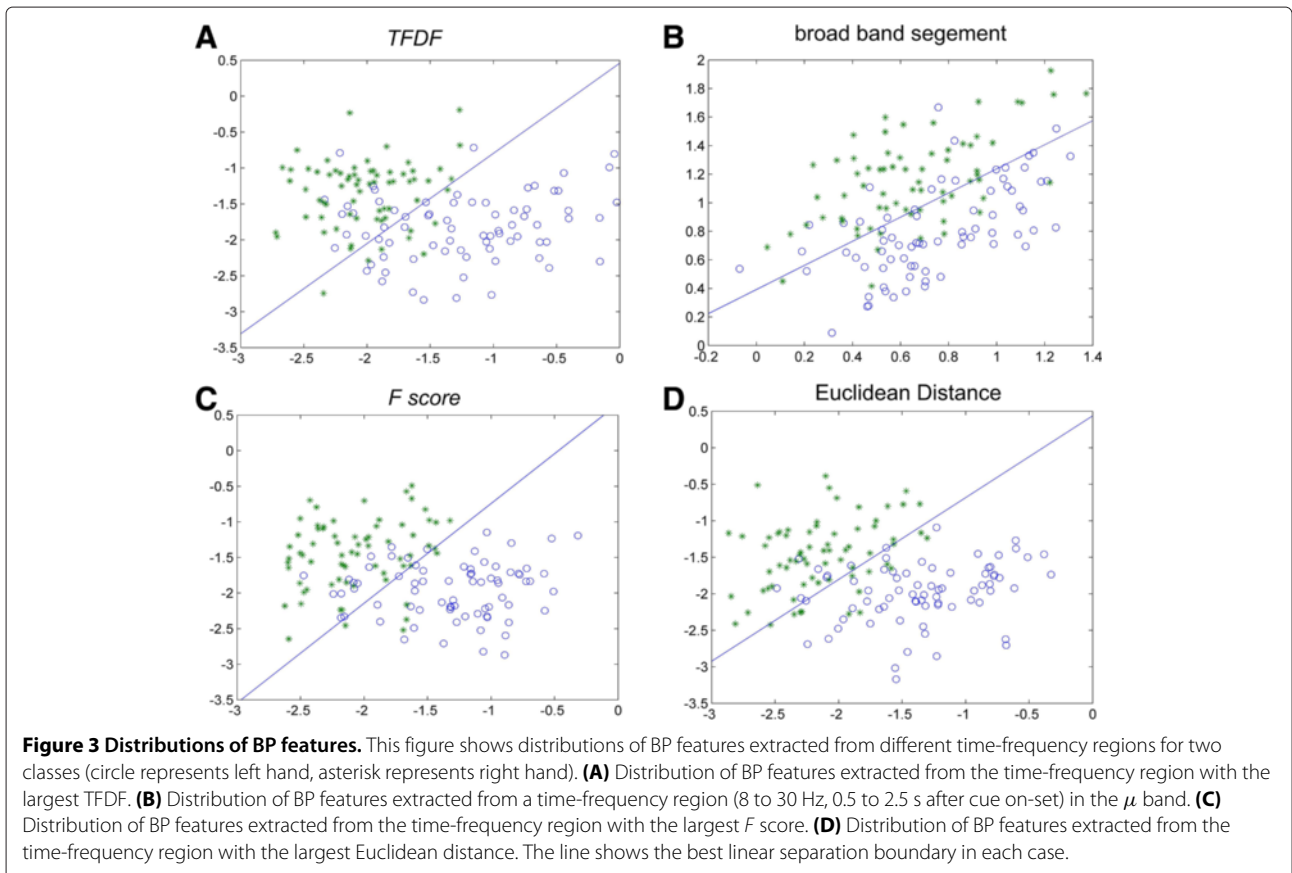 A
TFDF
0.5
0
-0.5
-1
-1.5
-2
-2.5
-3
-3.5
-3 -2.5 -2 -1.5 -1 -0.5 0
B
broad band segement
2
1.8
1.6
1.4
1.2
1
0.8
0.6
0.4
0.2
0
-0.2 0 0.2 0.4 0.6 0.8 1 1.2 1.4
C
F score
0.5
0
-0.5
-1
-1.5
-2
-2.5
-3
-3.5
-3 -2.5 -2 -1.5 -1 -0.5 0
D
Euclidean Distance
0.5
0
-0.5
-1
-1.5
-2
-2.5
-3
-3.5
-3 -2.5 -2 -1.5 -1 -0.5 0
Figure 3 Distributions of BP features. This figure shows distributions of BP features extracted from different time-frequency regions for two
classes (circle represents left hand, asterisk represents right hand). (A) Distribution of BP features extracted from the time-frequency region with the
largest TFDF. (B) Distribution of BP features extracted from a time-frequency region (8 to 30 Hz, 0.5 to 2.5 s after cue on-set) in the μ band. (C)
Distribution of BP features extracted from the time-frequency region with the largest F score. (D) Distribution of BP features extracted from the
time-frequency region with the largest Euclidean distance. The line shows the best linear separation boundary in each case.